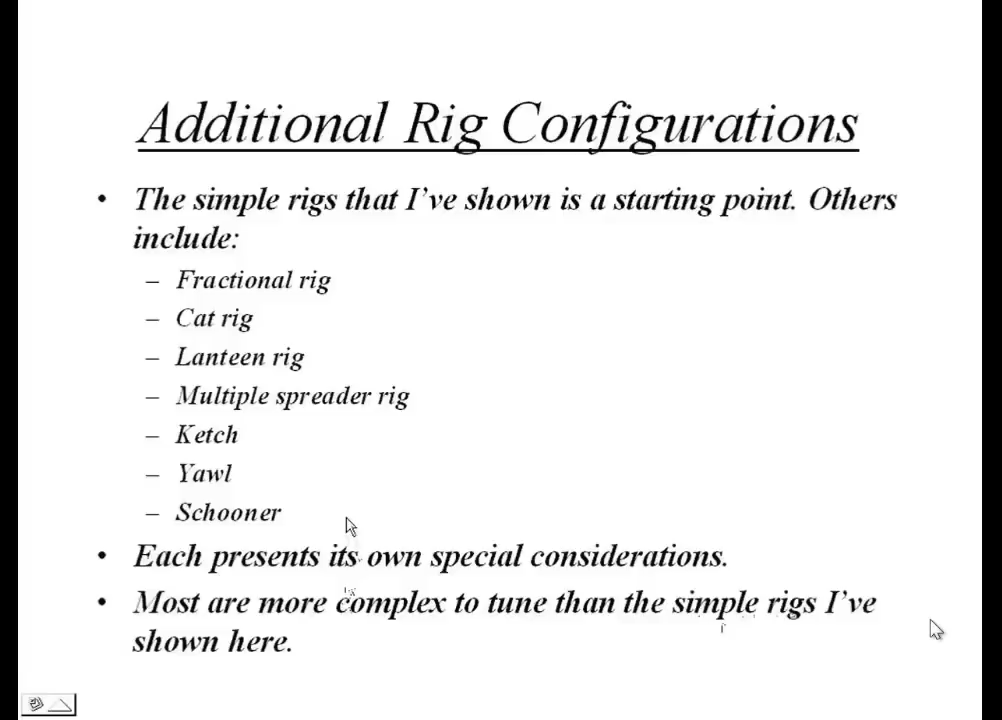 Additional Rig Configurations
• The simple rigs that I've shown is a starting point. Others
include:
– Fractional rig
– Cat rig
– Lanteen rig
– Multiple spreader rig
– Ketch
– Yawl
– Schooner
• Each presents its own special considerations.
• Most are more complex to tune than the simple rigs I've
shown here.